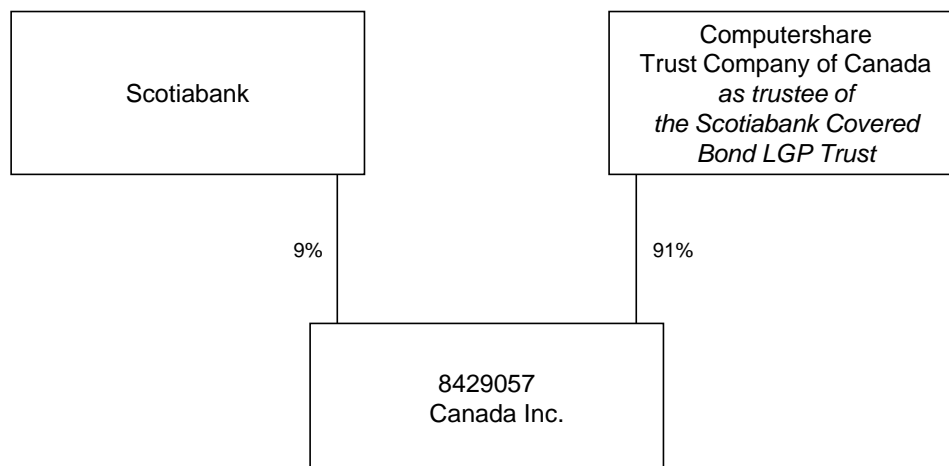 Scotiabank
Computershare
Trust Company of Canada
as trustee of
the Scotiabank Covered
Bond LGP Trust
9%
91%
8429057
Canada Inc.